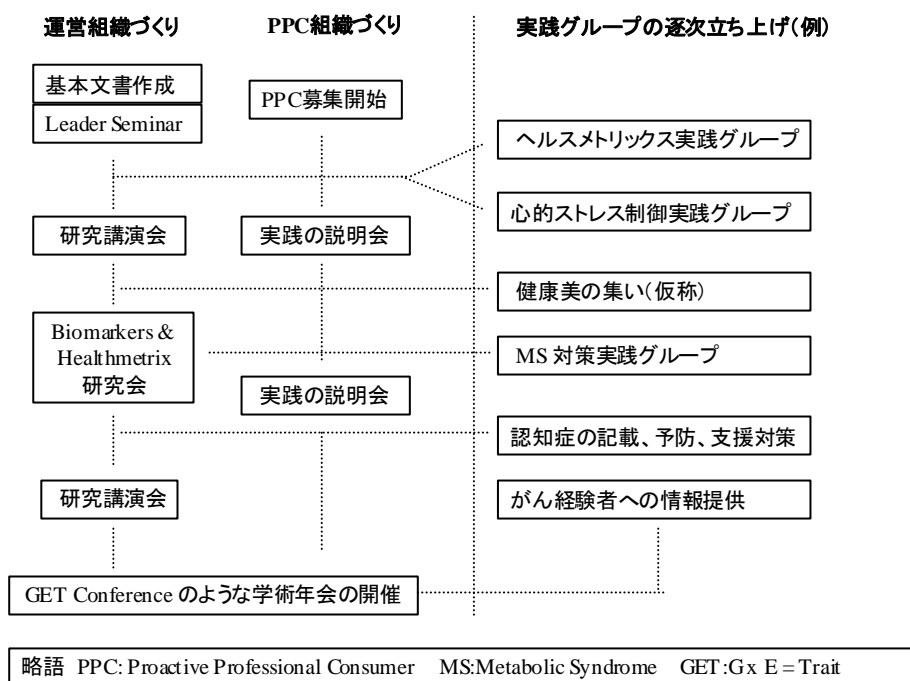 運営組織づくり
PPC組織づくり
実践グループの逐次立ち上げ(例)
基本文書作成
Leader Seminar
PPC募集開始
ヘルスメトリックス実践グループ
心的ストレス制御実践グループ
研究講演会
実践の説明会
健康美の集い(仮称)
Biomarkers &
Healthmetrix
研究会
MS 対策実践グループ
実践の説明会
認知症の記載、予防、支援対策
研究講演会
がん経験者への情報提供
GET Conference のような学術年会の開催
略語 PPC: Proactive Professional Consumer MS:Metabolic Syndrome GET:Gx E = Trait